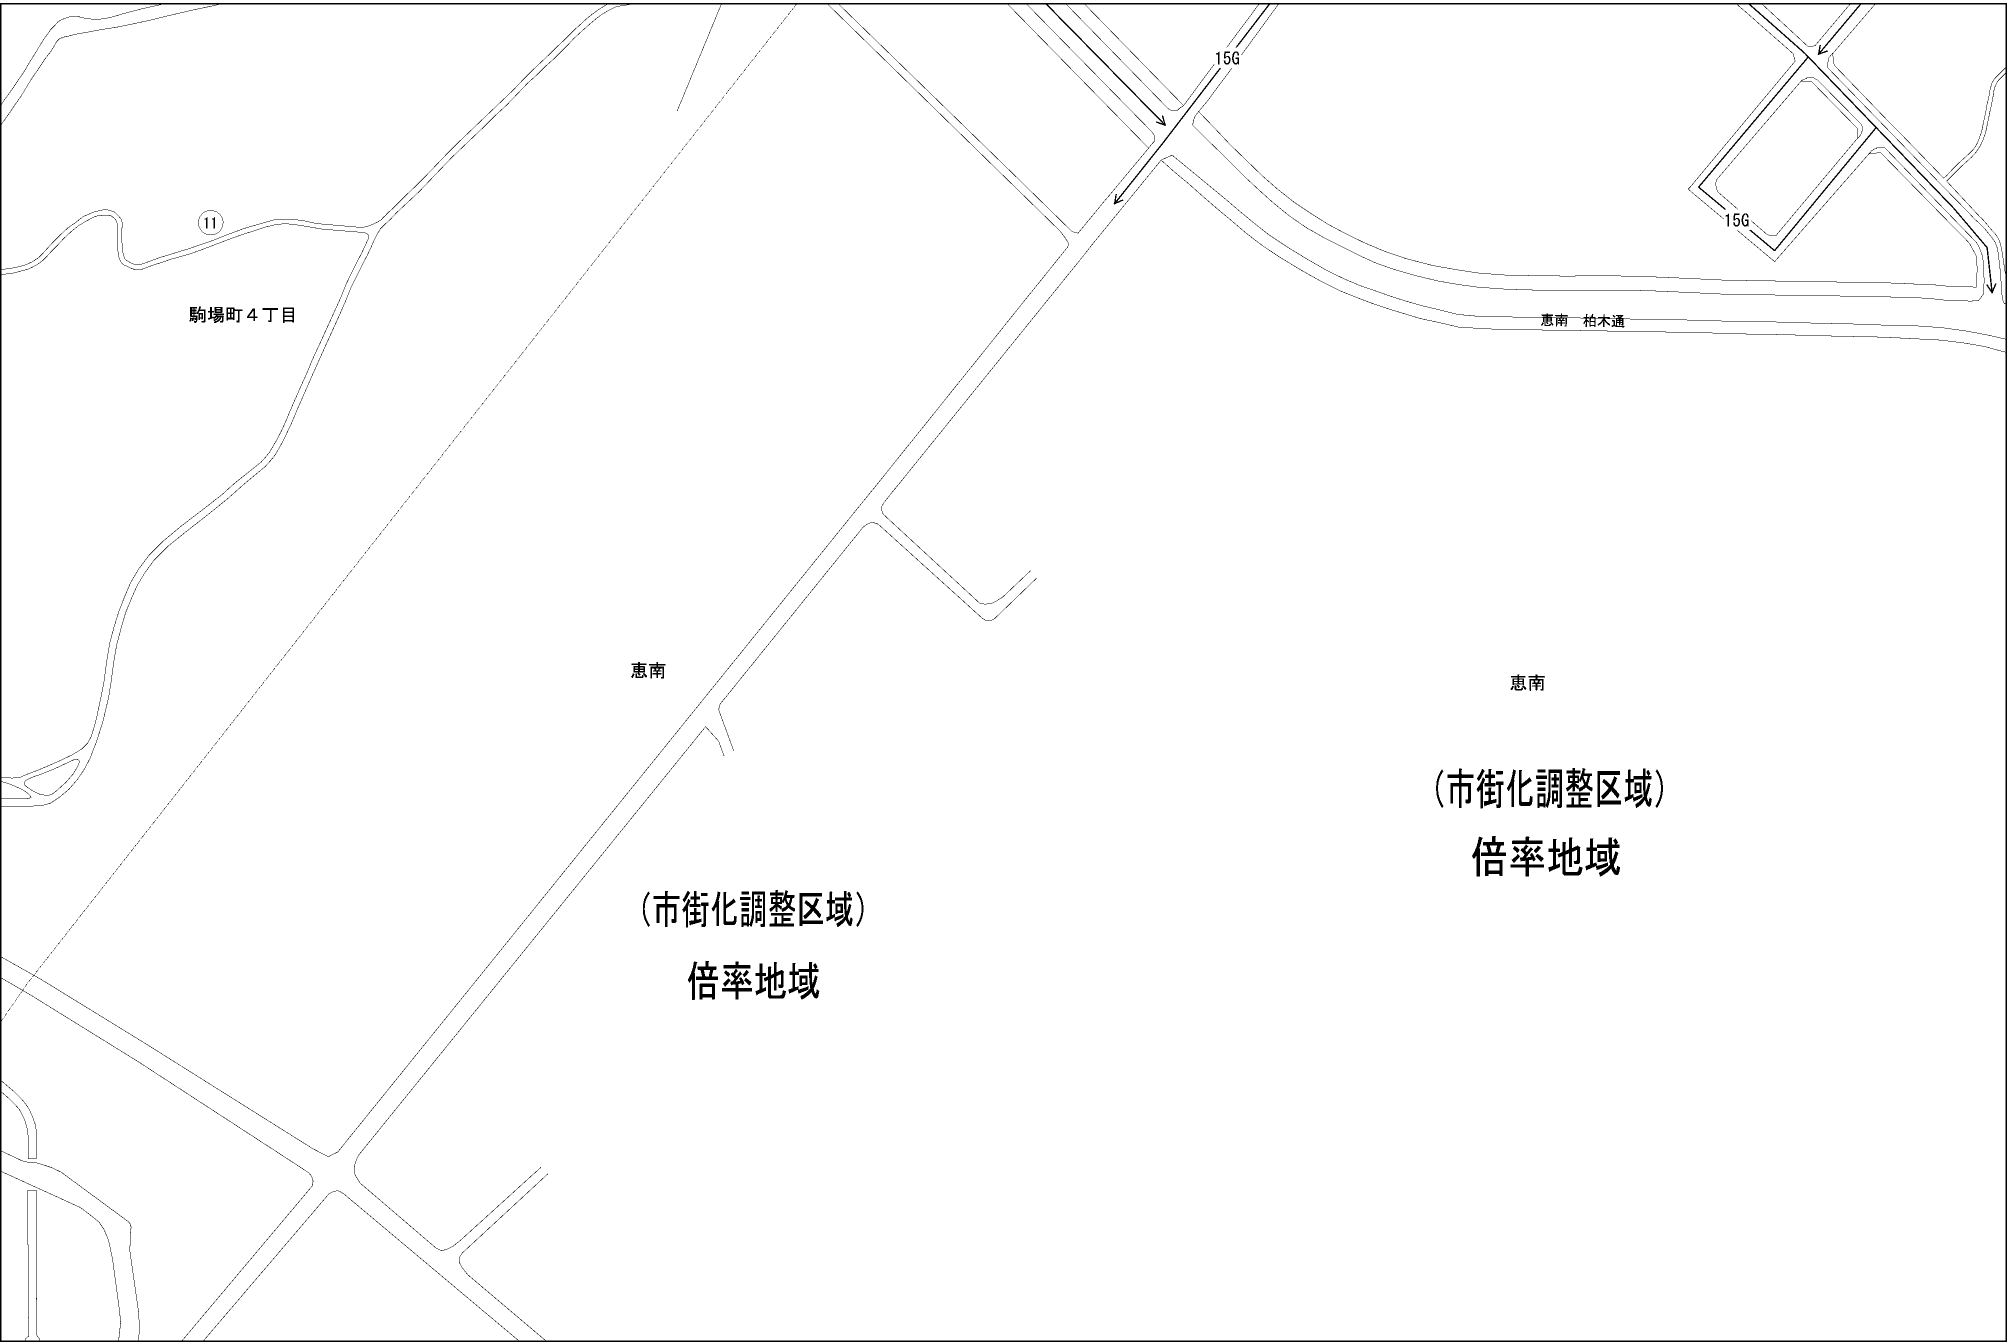 15G
15G
⑪
駒場町４丁目
恵南　柏木通
恵南
恵南
（市街化調整区域）
倍率地域
（市街化調整区域）
倍率地域